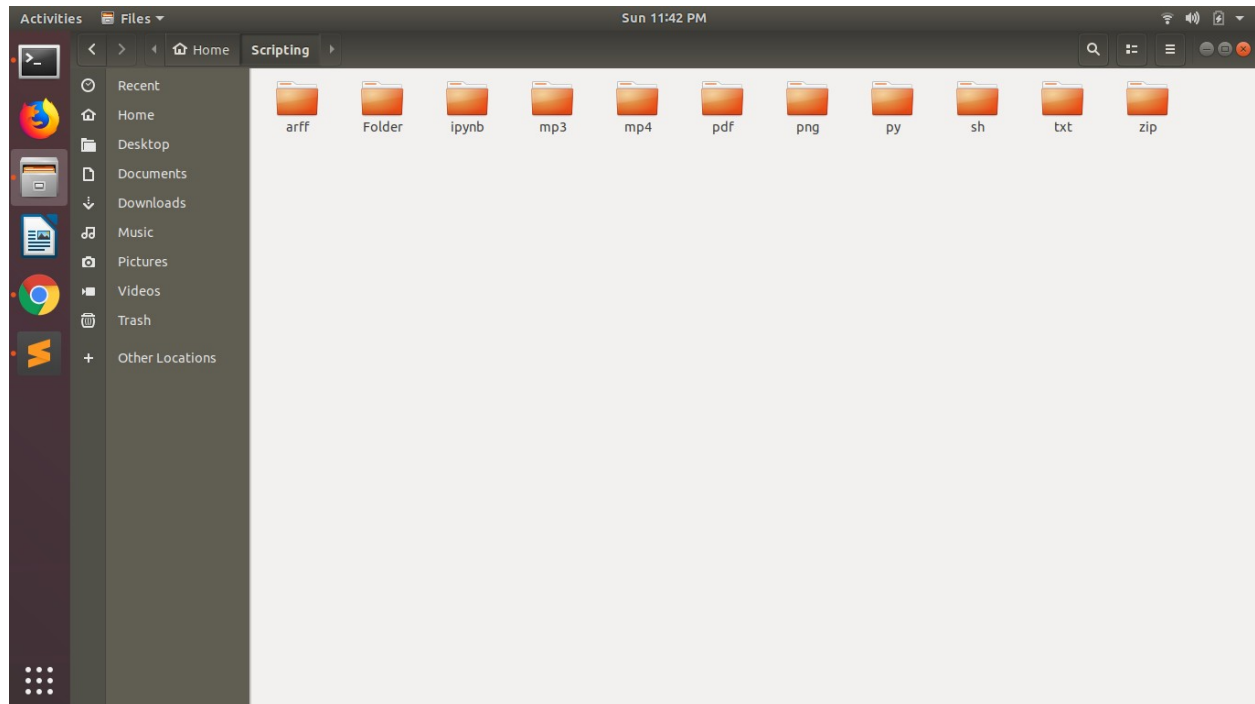 Activities Files Sun 11:42 PM
Home Scripting
Recent
Home
Desktop
Documents
Downloads
Music
Pictures
Videos
Trash
Other Locations
arff Folder ipynb mp3 mp4 pdf png py sh txt zip